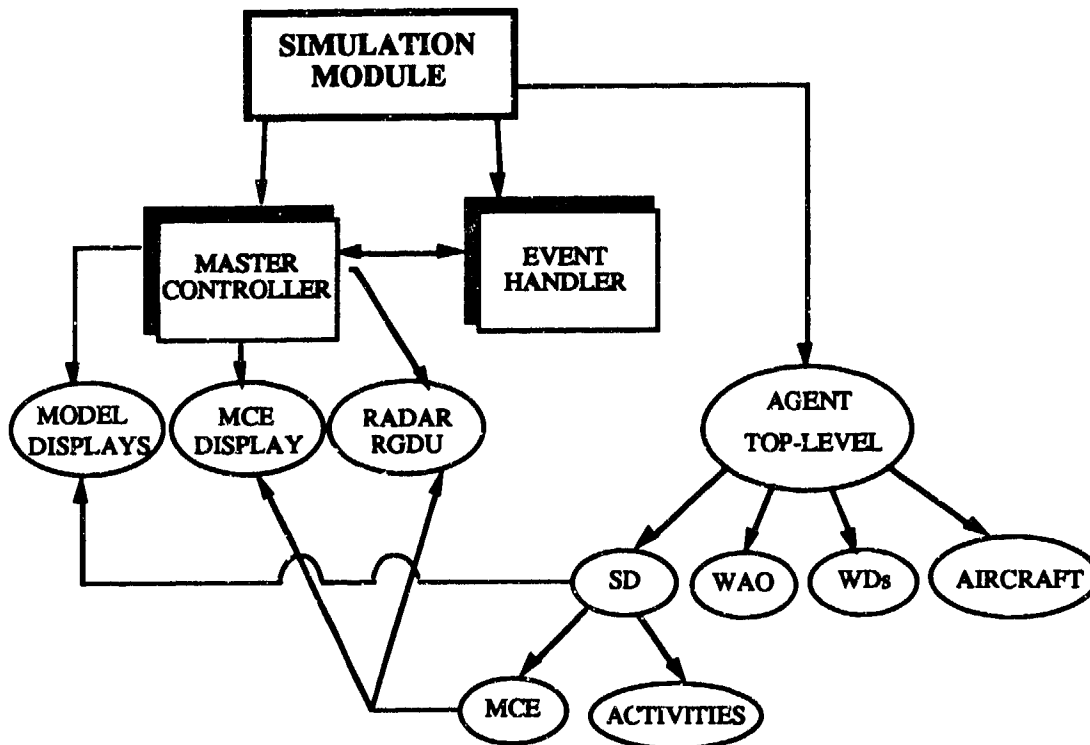 SIMULATION
MODULE
MASTER
CONTROLLER
EVENT
HANDLER
MODEL
DISPLAYS
MCE
DISPLAY
RADAR
RGDU
AGENT
TOP-LEVEL
SD
WAO
WDs
AIRCRAFT
MCE
ACTIVITIES